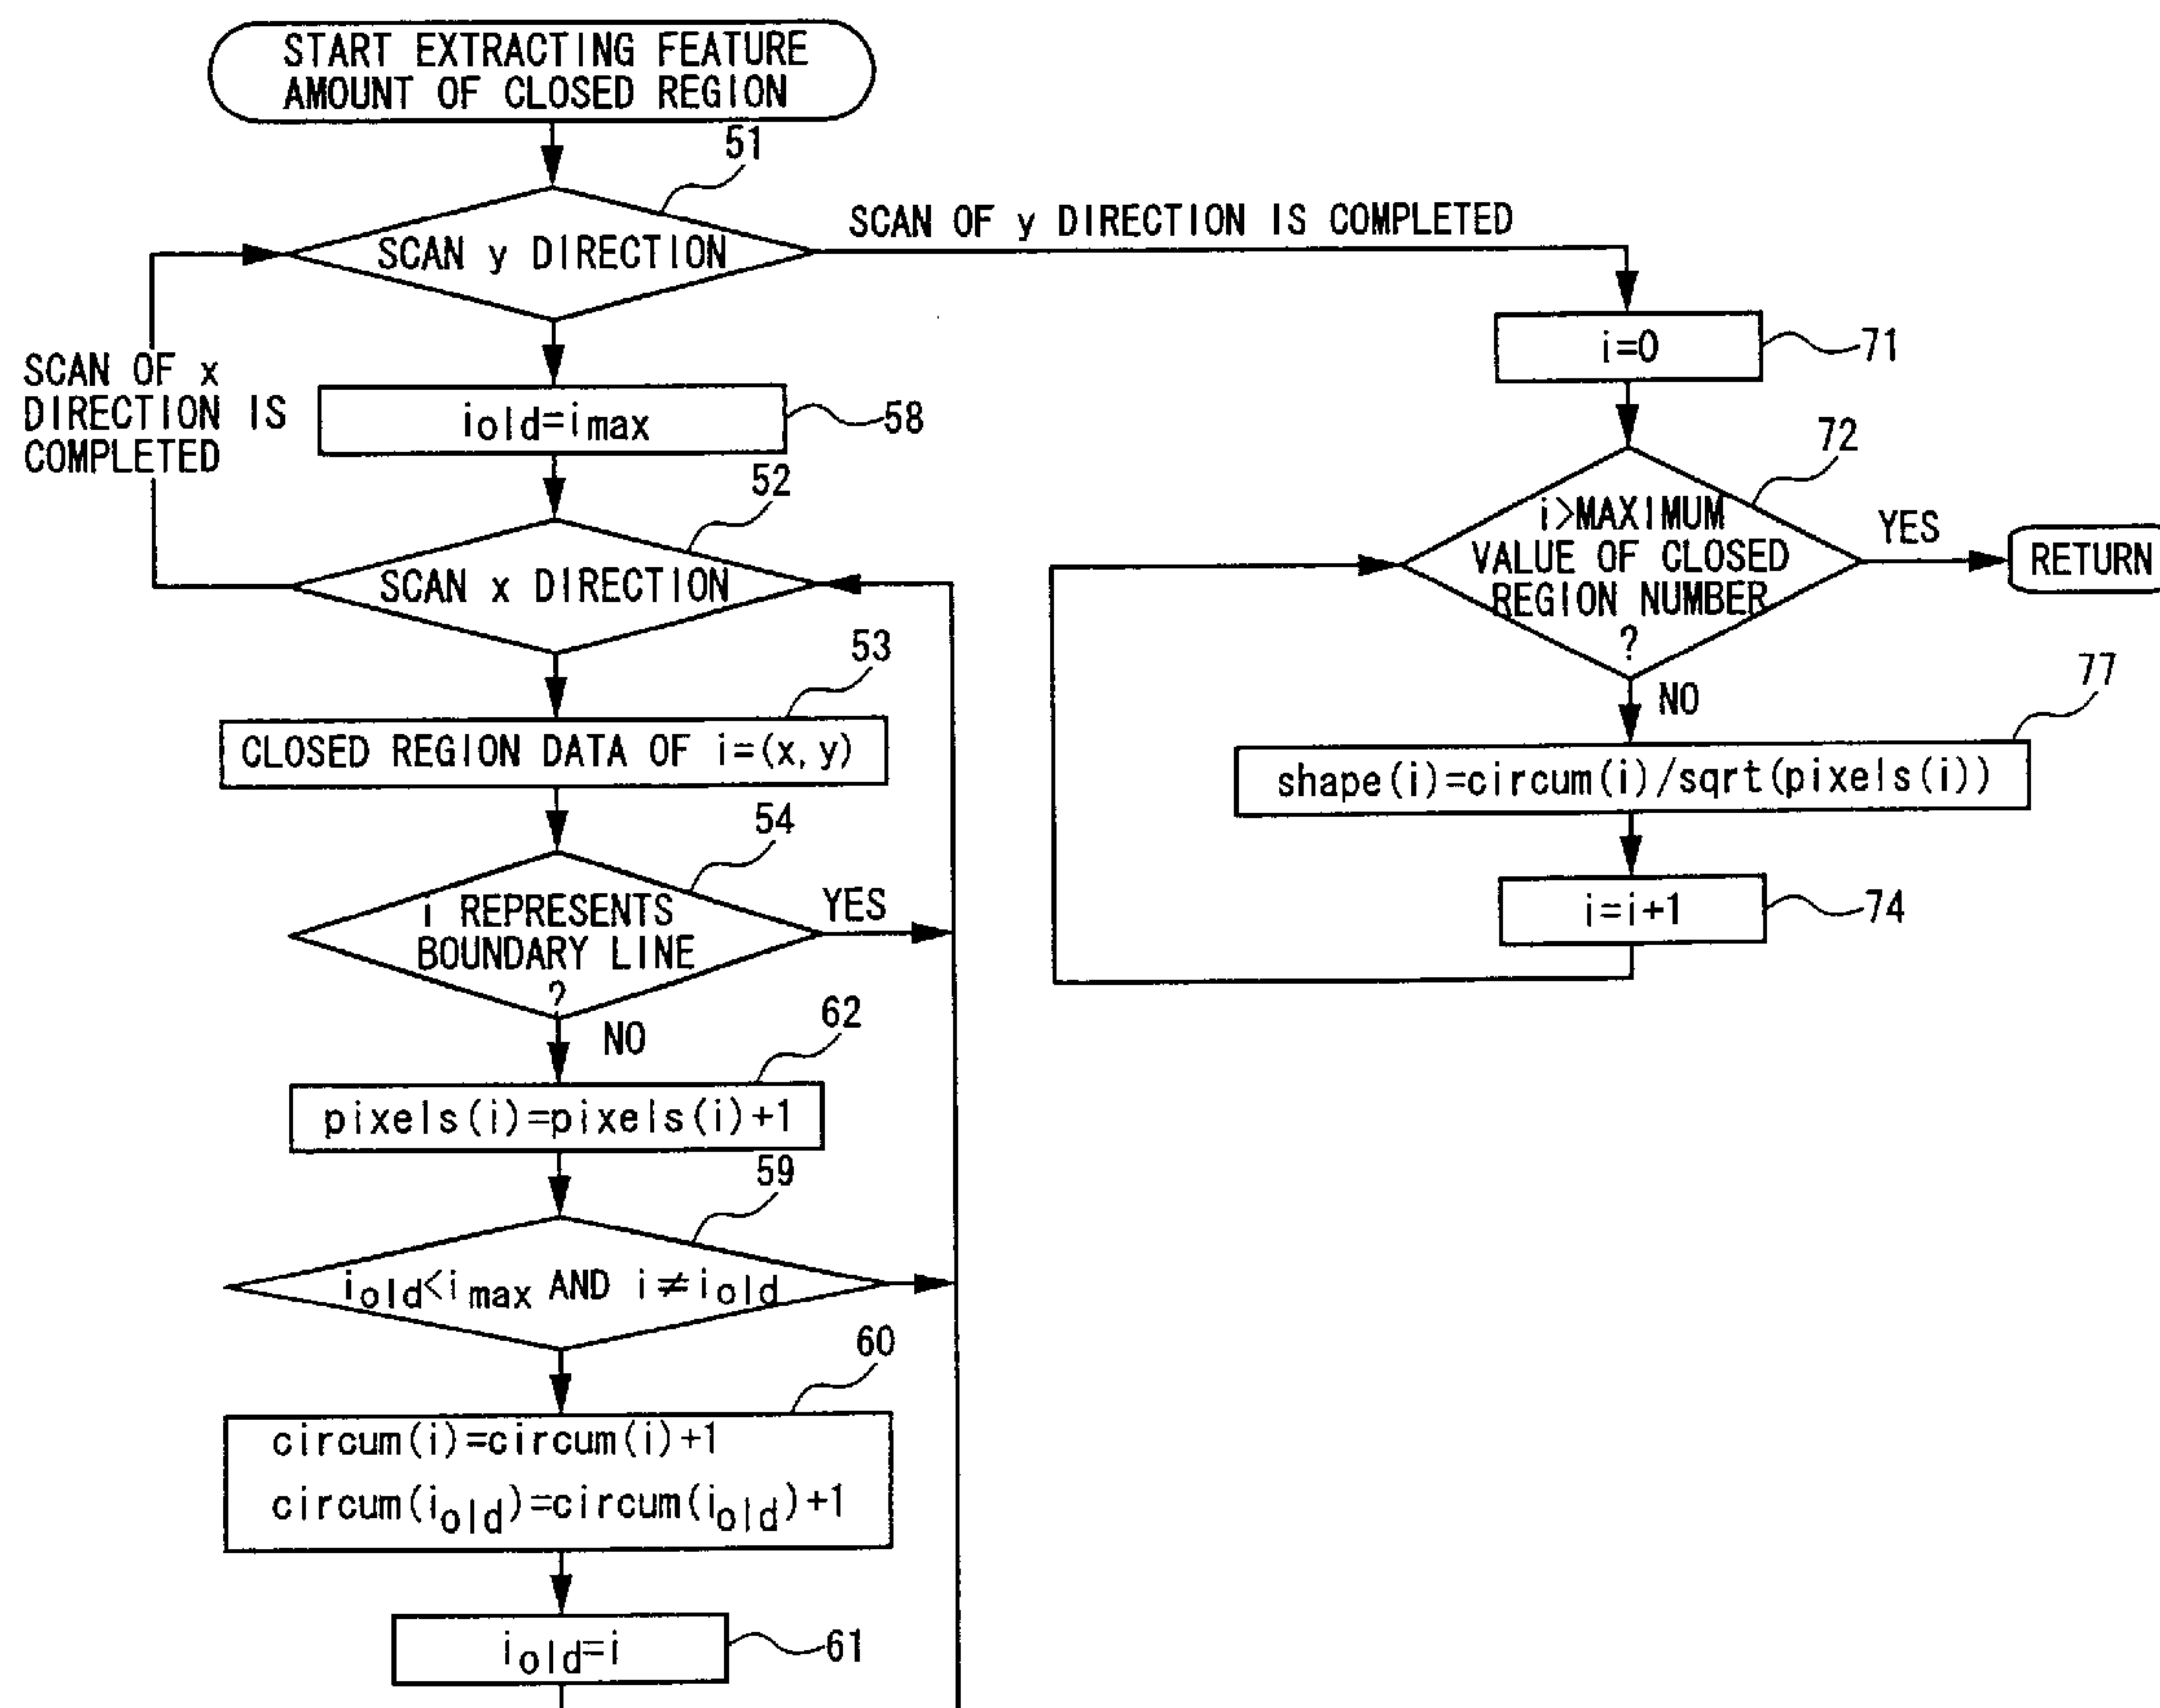 START EXTRACTING FEATURE
AMOUNT OF CLOSED REGION
51
SCAN y DIRECTION
SCAN OF y DIRECTION IS COMPLETED
SCAN OF x
DIRECTION IS
COMPLETED
iold=imax
58
52
SCAN x DIRECTION
53
CLOSED REGION DATA OF i=(x,y)
54
i REPRESENTS
BOUNDARY LINE
?
YES
NO
62
pixels(i)=pixels(i)+1
59
iold<imax AND i≠iold
60
circum(i)=circum(i)+1
circum(iold)=circum(iold)+1
iold=i
61
i=0
71
72
i>MAXIMUM
VALUE OF CLOSED
REGION NUMBER
?
YES
RETURN
NO
77
shape(i)=circum(i)/sqrt(pixels(i))
i=i+1
74